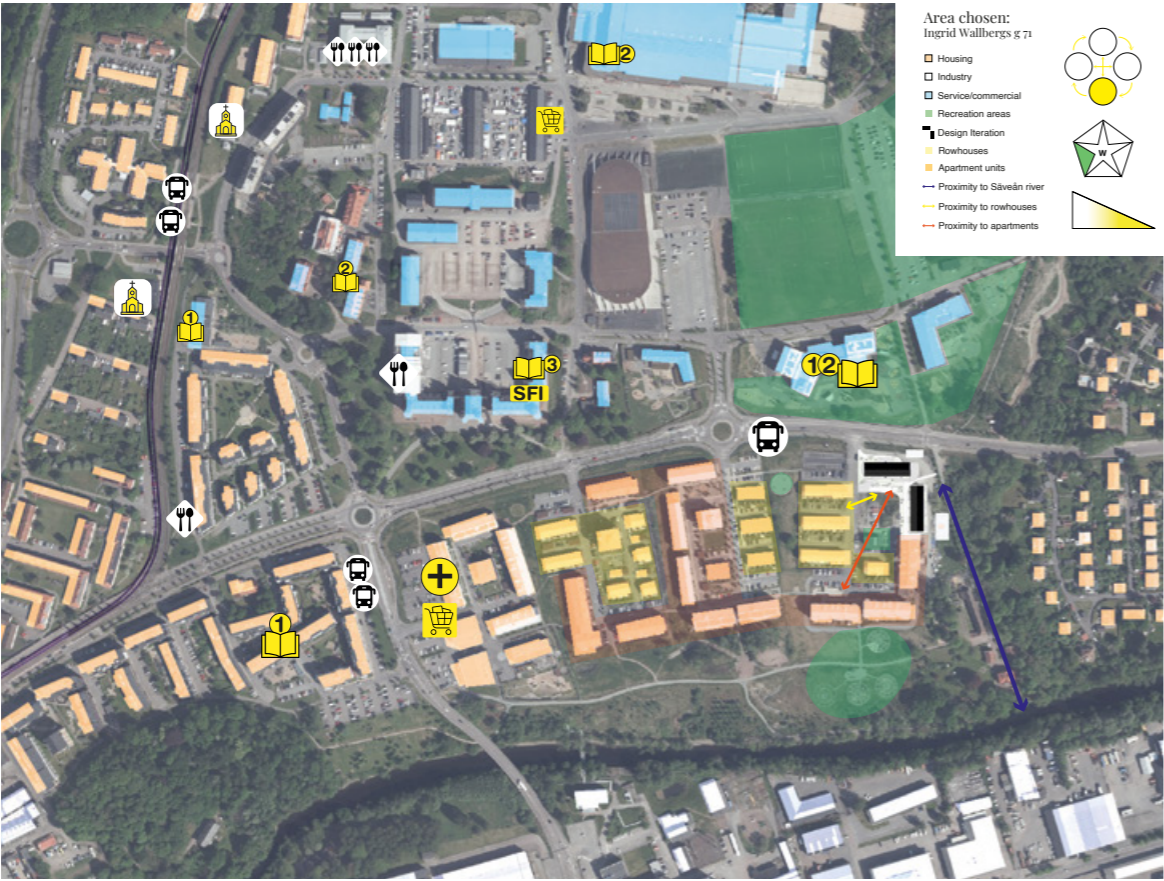 Area chosen:
Ingrid Wallbergs g 71
Housing
Industry
Service/commercial
Recreation areas
Design Iteration
Rowhouses
Apartment units
Proximity to Säveån river
Proximity to rowhouses
Proximity to apartments
W
2
2
1
3
SFI
1 2
1